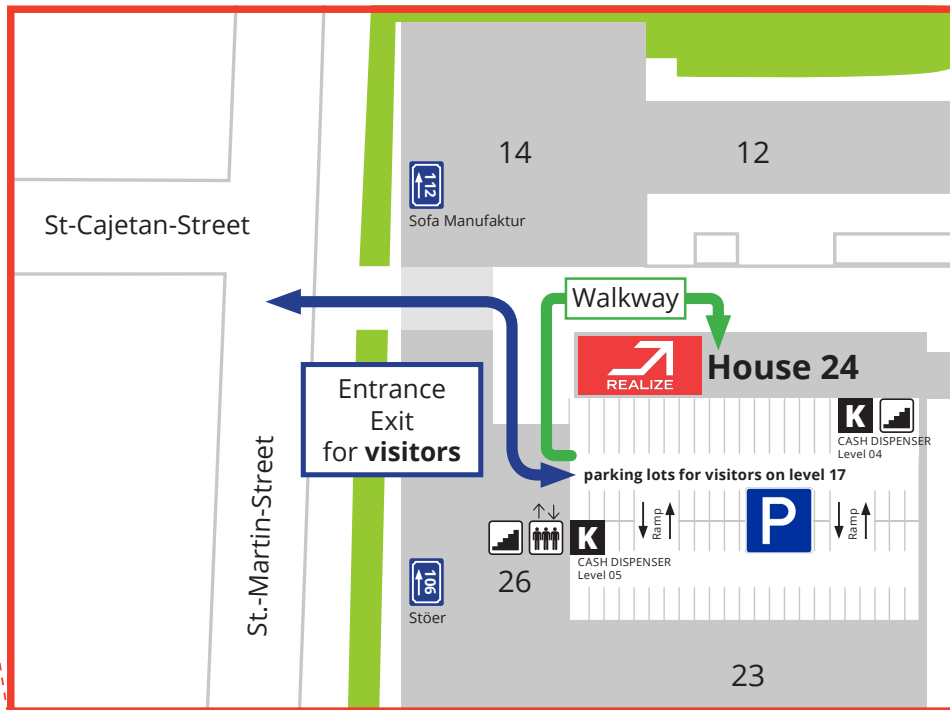 14
12
112
Sofa Manufaktur
St-Cajetan-Street
Walkway
REALIZE
House 24
Entrance
Exit
for visitors
K
CASH DISPENSER
Level 04
parking lots for visitors on level 17
St.-Martin-Street
Ramp
P
Ramp
K
CASH DISPENSER
Level 05
26
106
Stöer
23